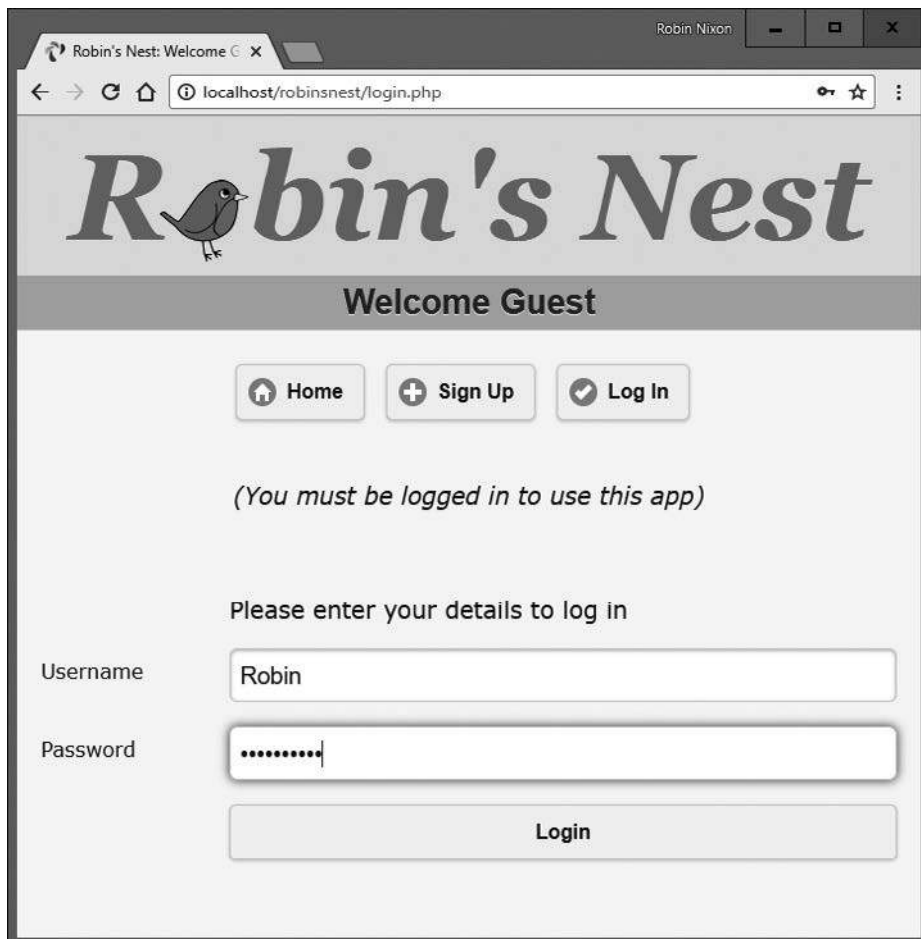 Robin Nixon
Robin's Nest: Welcome G
localhost/robinsnest/login.php
Robin's Nest
Welcome Guest
Home Sign Up Log In
(You must be logged in to use this app)
Please enter your details to log in
Username Robin
Password ••••••••••
Login